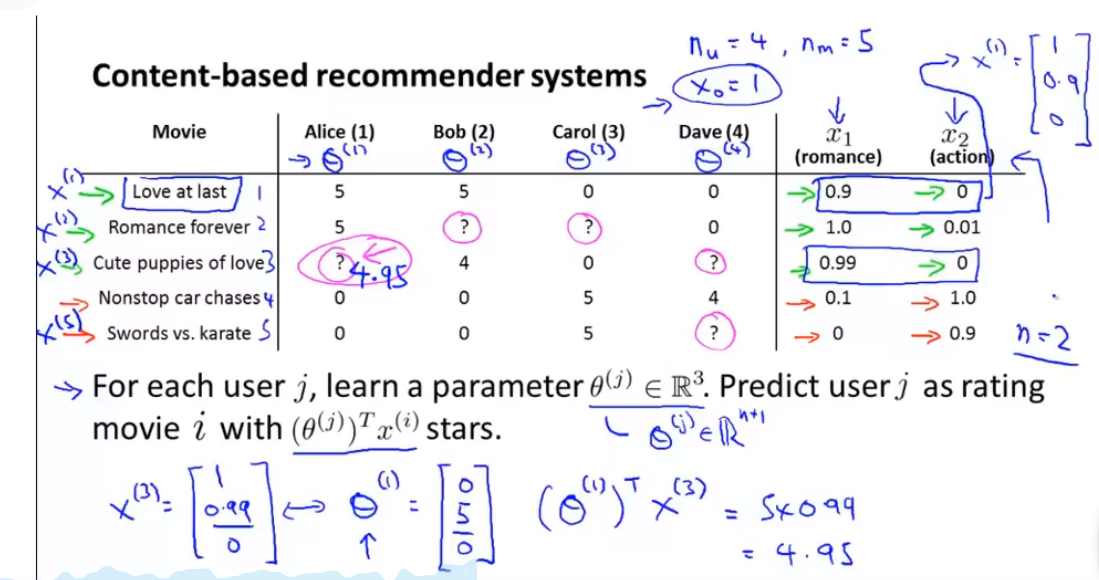 n_u = 4, n_m = 5
x^(1) = [1 0.9 0]
Content-based recommender systems
→ x_0 = 1
Movie Alice (1) Bob (2) Carol (3) Dave (4) x_1 (romance) x_2 (action)
→ θ^(1) θ^(2) θ^(3) θ^(4)
x^(1) → Love at last 1 5 5 0 0 → 0.9 → 0
x^(2) → Romance forever 2 5 ? ? 0 → 1.0 → 0.01
x^(3) → Cute puppies of love 3 ? 4.95 4 0 ? → 0.99 → 0
→ Nonstop car chases 4 0 0 5 4 → 0.1 → 1.0
x^(5) → Swords vs. karate 5 0 0 5 ? → 0 → 0.9
n=2
→ For each user j, learn a parameter θ^(j) ∈ ℝ^3. Predict user j as rating
movie i with (θ^(j))^T x^(i) stars.
θ^(j) ∈ ℝ^(n+1)
x^(3) = [1 0.99 0] ↔ θ^(1) = [0 5 0] (θ^(1))^T x^(3) = 5×0.99
= 4.95